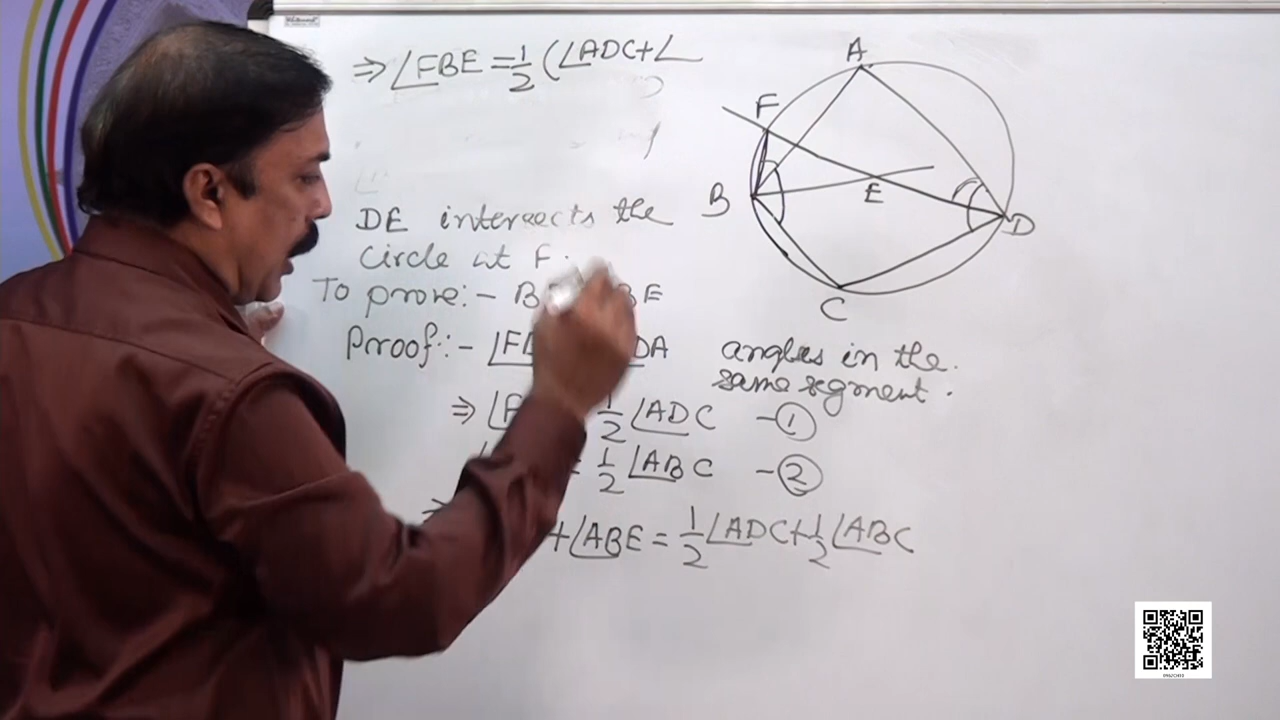 ⇒ ∠FBE = 1/2 (∠ADC + ∠
DE intersects the
Circle at F.
To prove:- B BE
Proof:- ∠F DA angles in the
same segment.
⇒ 1/2 ∠ADC -①
= 1/2 ∠ABC -②
+ ∠ABE = 1/2 ∠ADC + 1/2 ∠ABC
A
F
B
E
D
C